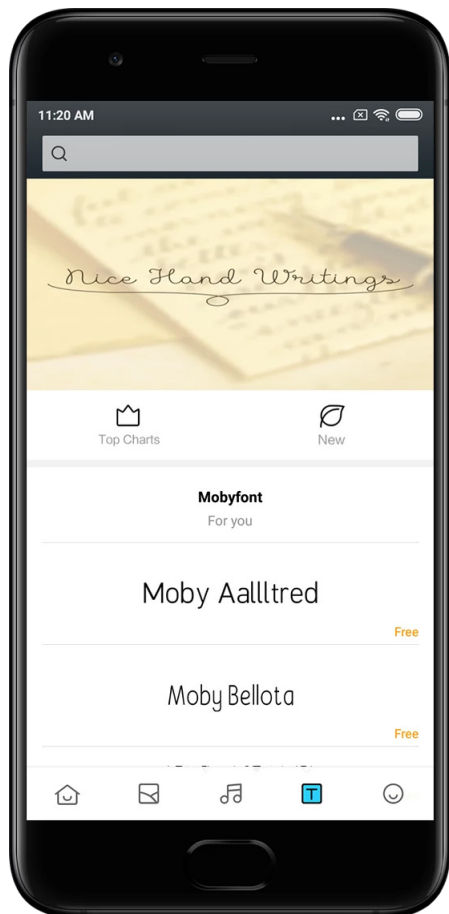 11:20 AM
Nice Hand Writings
Top Charts
New
Mobyfont
For you
Moby Aallltred
Free
Moby Bellota
Free
T